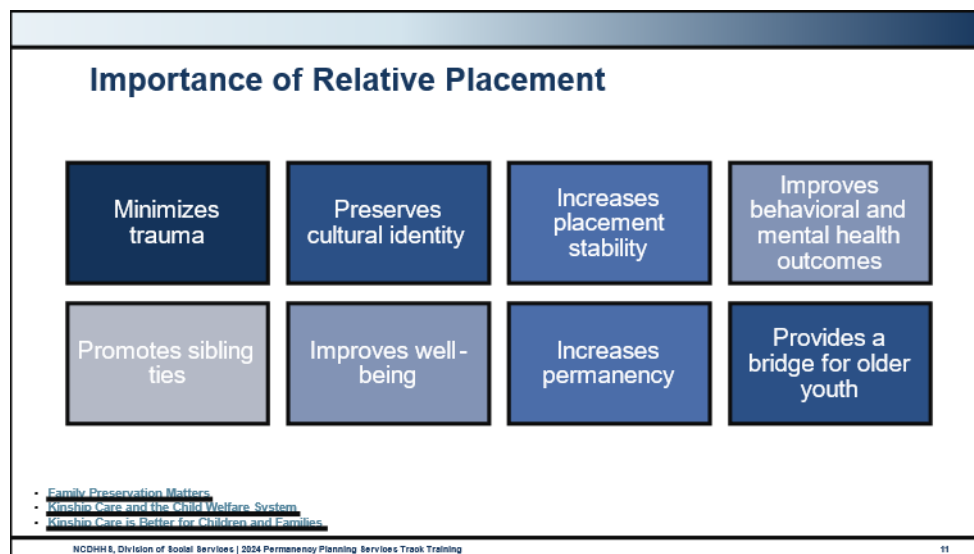 Importance of Relative Placement
Minimizes
trauma
Preserves
cultural identity
Increases
placement
stability
Improves
behavioral and
mental health
outcomes
Promotes sibling
ties
Improves well-
being
Increases
permanency
Provides a
bridge for older
youth
• Family Preservation Matters
• Kinship Care and the Child Welfare System
• Kinship Care is Better for Children and Families
NCDHHS, Division of Social Services | 2024 Permanency Planning Services Track Training
11